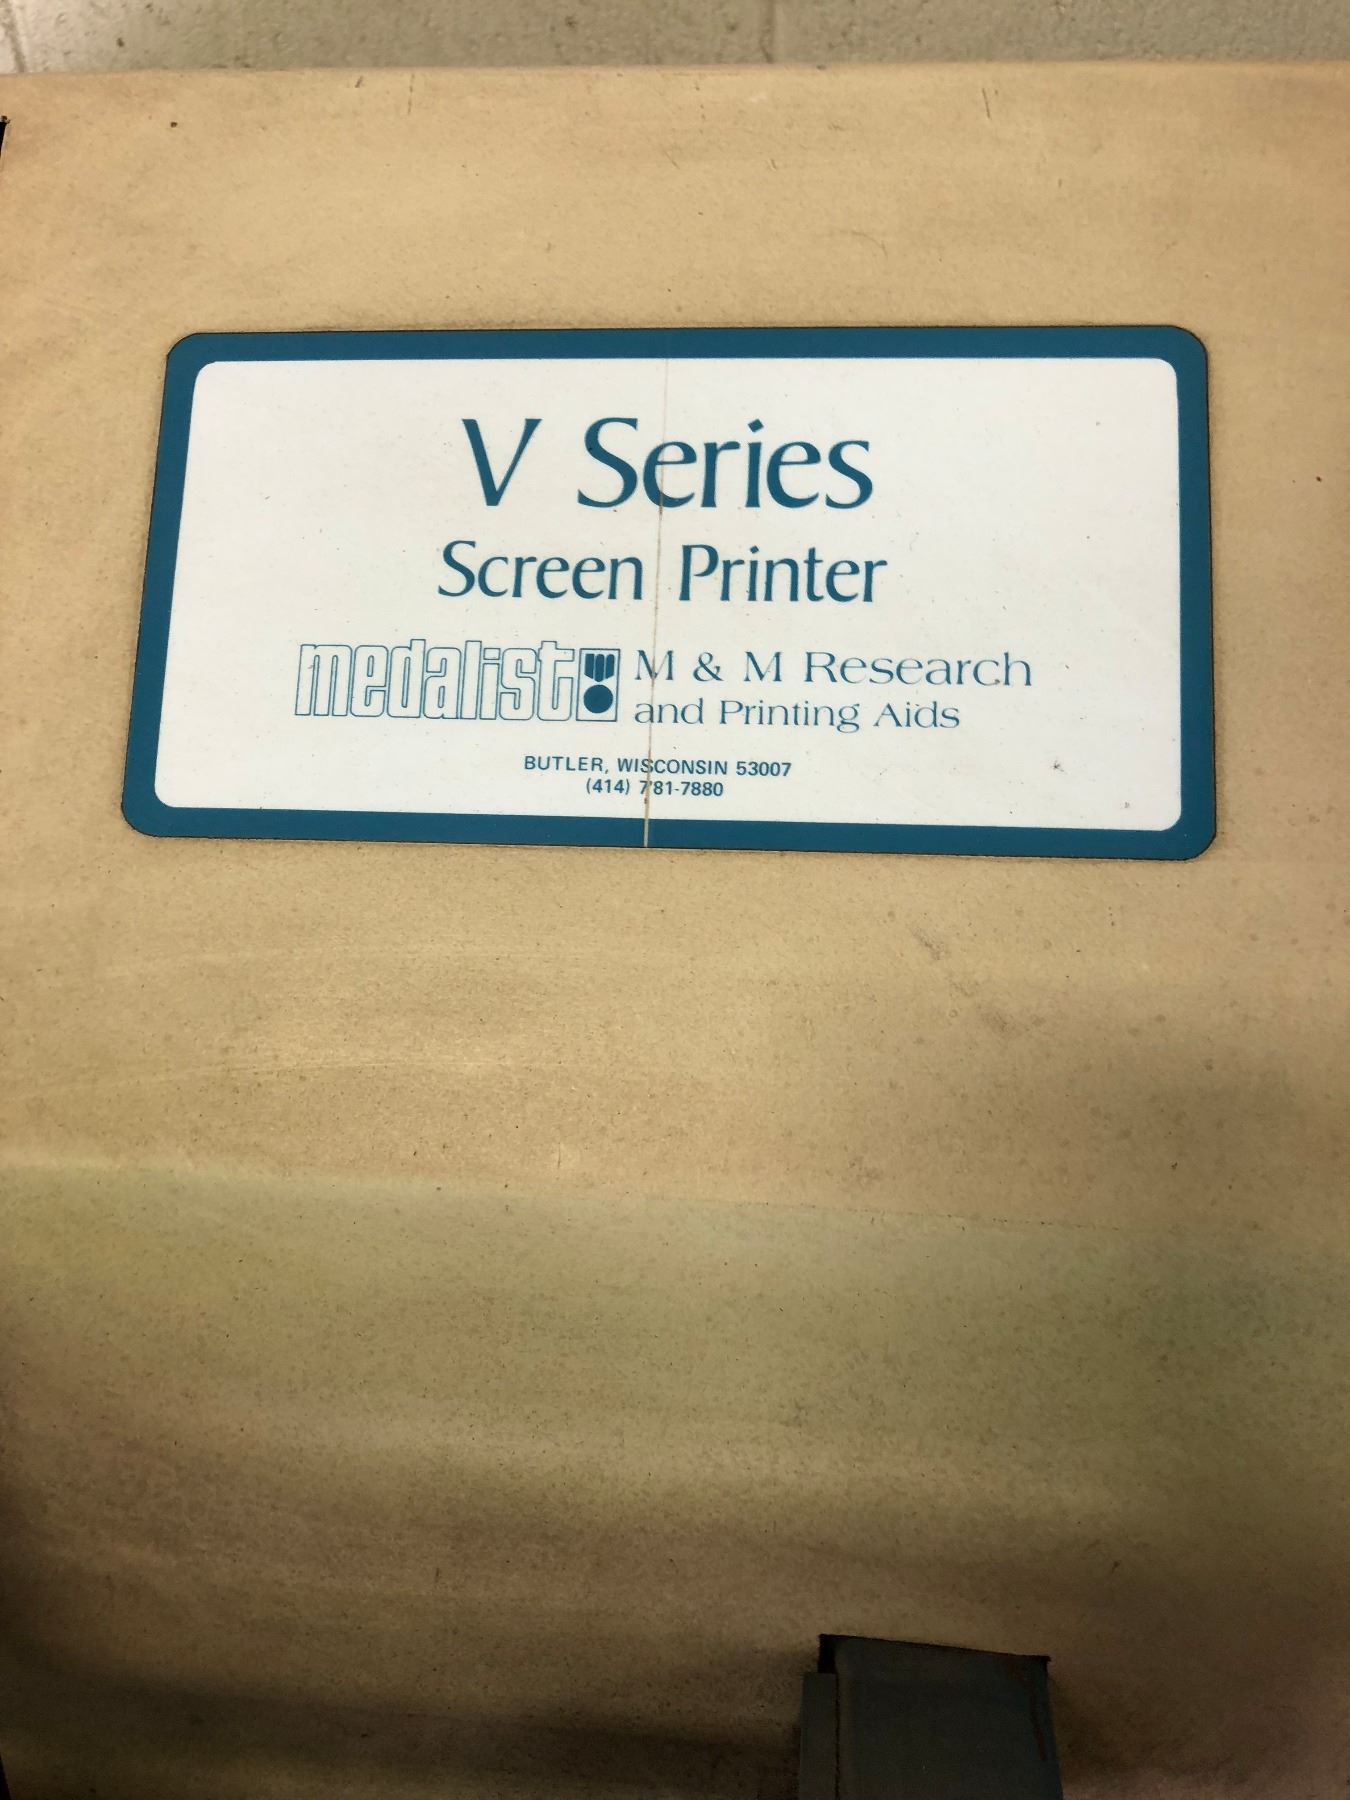 V Series
Screen Printer
medalist M & M Research
and Printing Aids
BUTLER, WISCONSIN 53007
(414) 781-7880